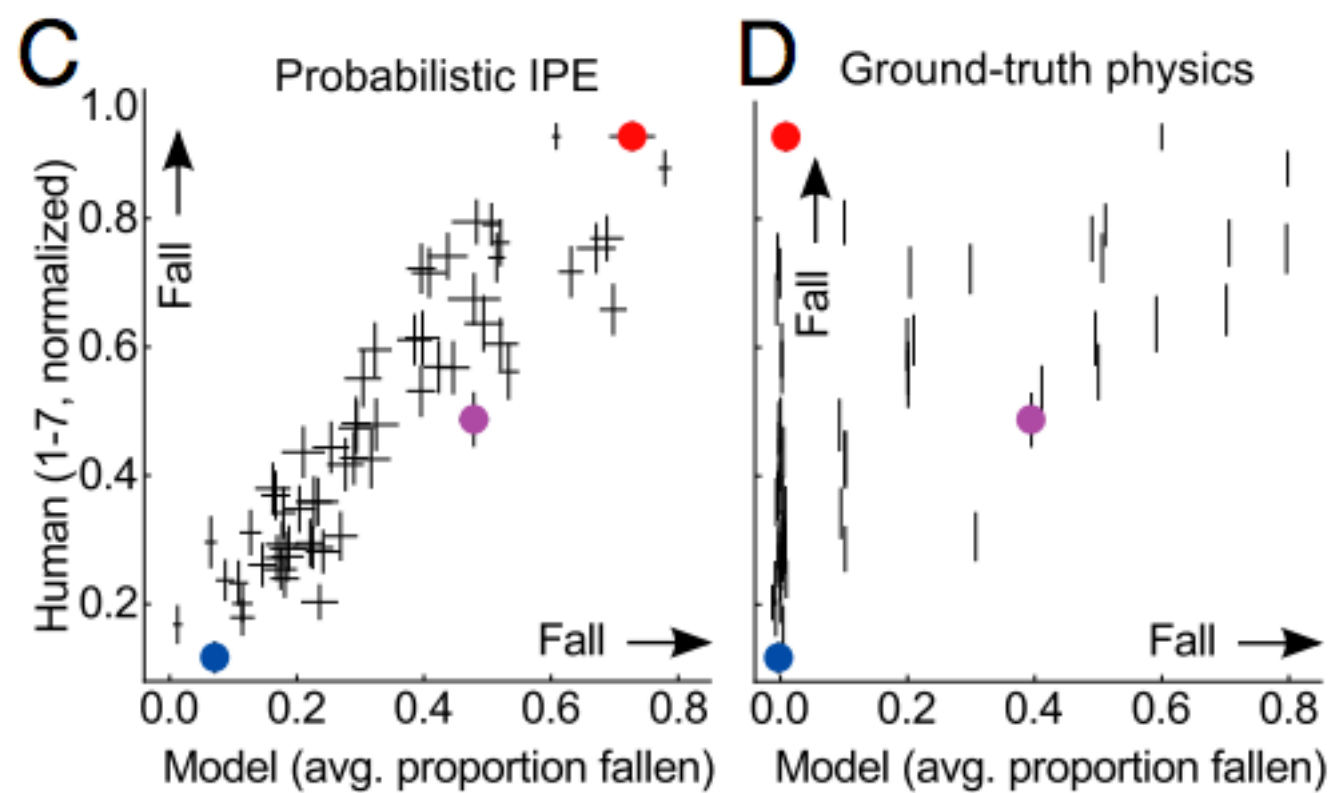 C
Probabilistic IPE
Human (1-7, normalized)
1.0
0.8
0.6
0.4
0.2
Fall
Fall
0.0 0.2 0.4 0.6 0.8
Model (avg. proportion fallen)
D
Ground-truth physics
Fall
Fall
0.0 0.2 0.4 0.6 0.8
Model (avg. proportion fallen)